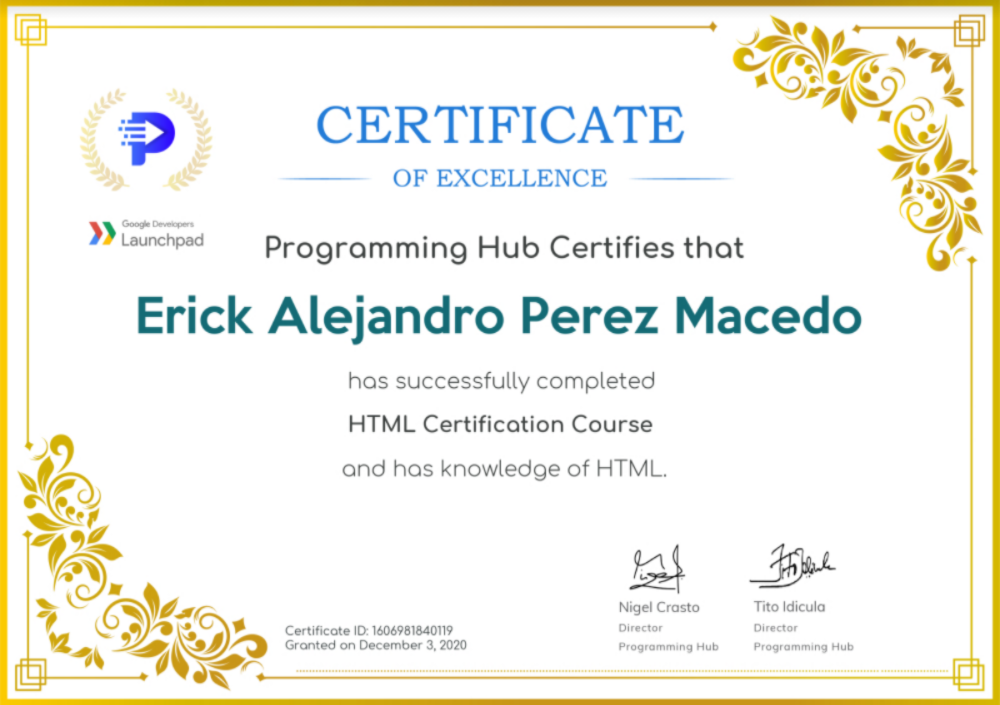 CERTIFICATE
OF EXCELLENCE
Google Developers
Launchpad
Programming Hub Certifies that
Erick Alejandro Perez Macedo
has successfully completed
HTML Certification Course
and has knowledge of HTML.
Nigel Crasto
Director
Programming Hub
Tito Idicula
Director
Programming Hub
Certificate ID: 1606981840119
Granted on December 3, 2020